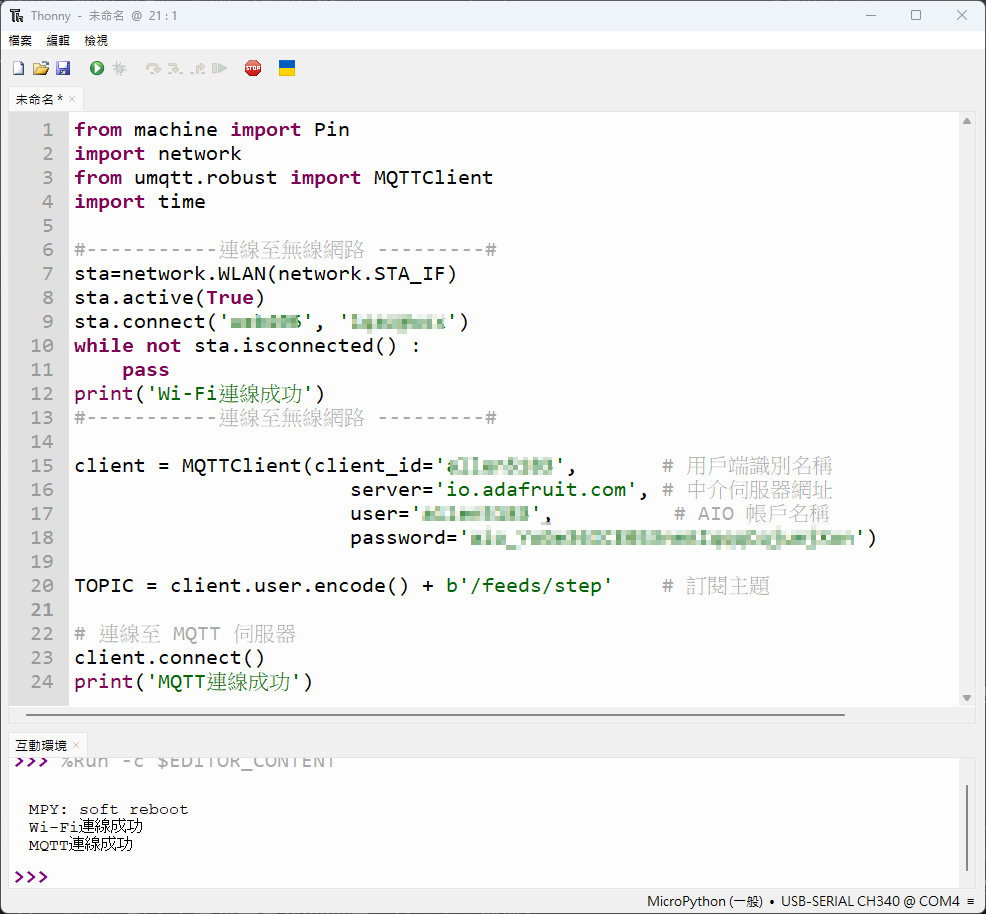 Thonny - 未命名 @ 21 : 1
檔案 編輯 檢視
STOP
未命名 * ×
1 from machine import Pin
2 import network
3 from umqtt.robust import MQTTClient
4 import time
5
6 #-----------連線至無線網路 ---------#
7 sta=network.WLAN(network.STA_IF)
8 sta.active(True)
9 sta.connect('', '')
10 while not sta.isconnected() :
11     pass
12 print('Wi-Fi連線成功')
13 #-----------連線至無線網路 ---------#
14
15 client = MQTTClient(client_id='', # 用戶端識別名稱
16 server='io.adafruit.com', # 中介伺服器網址
17 user='', # AIO 帳戶名稱
18 password='')
19
20 TOPIC = client.user.encode() + b'/feeds/step' # 訂閱主題
21
22 # 連線至 MQTT 伺服器
23 client.connect()
24 print('MQTT連線成功')
互動環境 ×
>>> %Run -c $EDITOR_CONTENT
MPY: soft reboot
Wi-Fi連線成功
MQTT連線成功
>>>
MicroPython (一般) • USB-SERIAL CH340 @ COM4 ≡